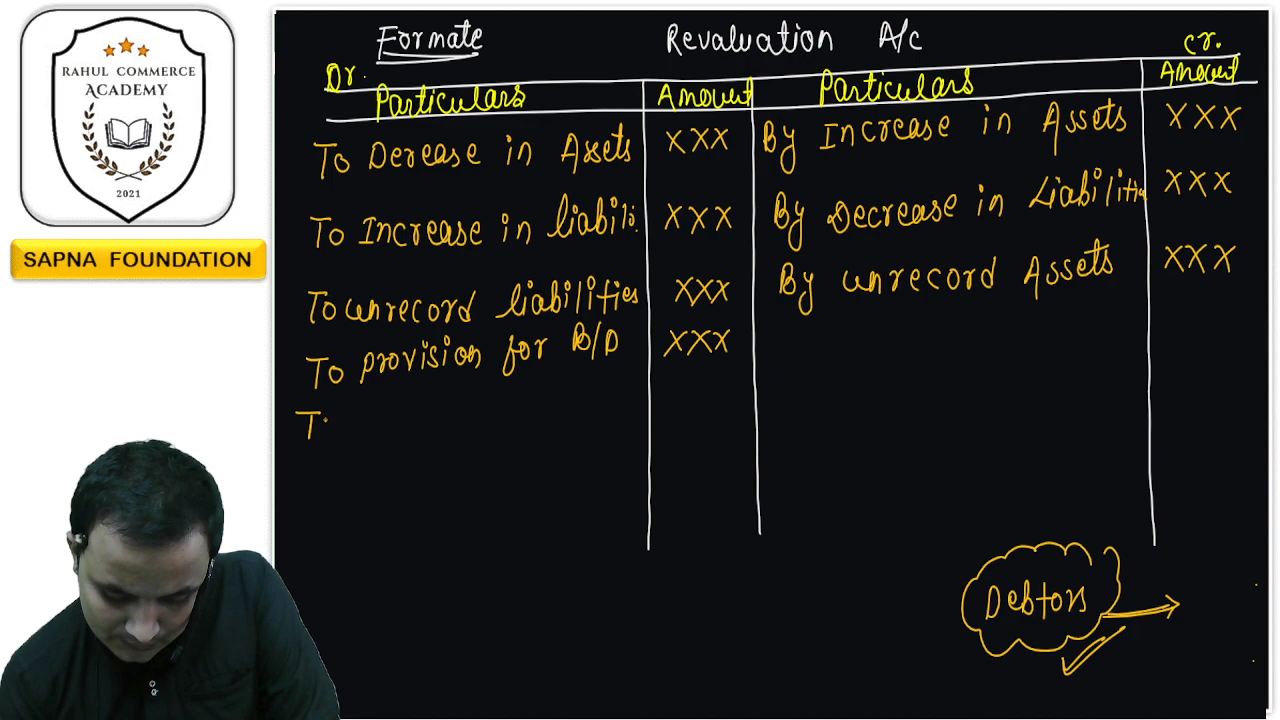 RAHUL COMMERCE
ACADEMY
2021
SAPNA FOUNDATION
Formate Revaluation A/c
Dr. cr.
Particulars Amount Particulars Amount
To Derease in Assets XXX By Increase in Assets XXX
To Increase in liabili. XXX By Decrease in Liabilitie XXX
To unrecord liabilities XXX By unrecord Assets XXX
To provision for B/D XXX
T
Debtors